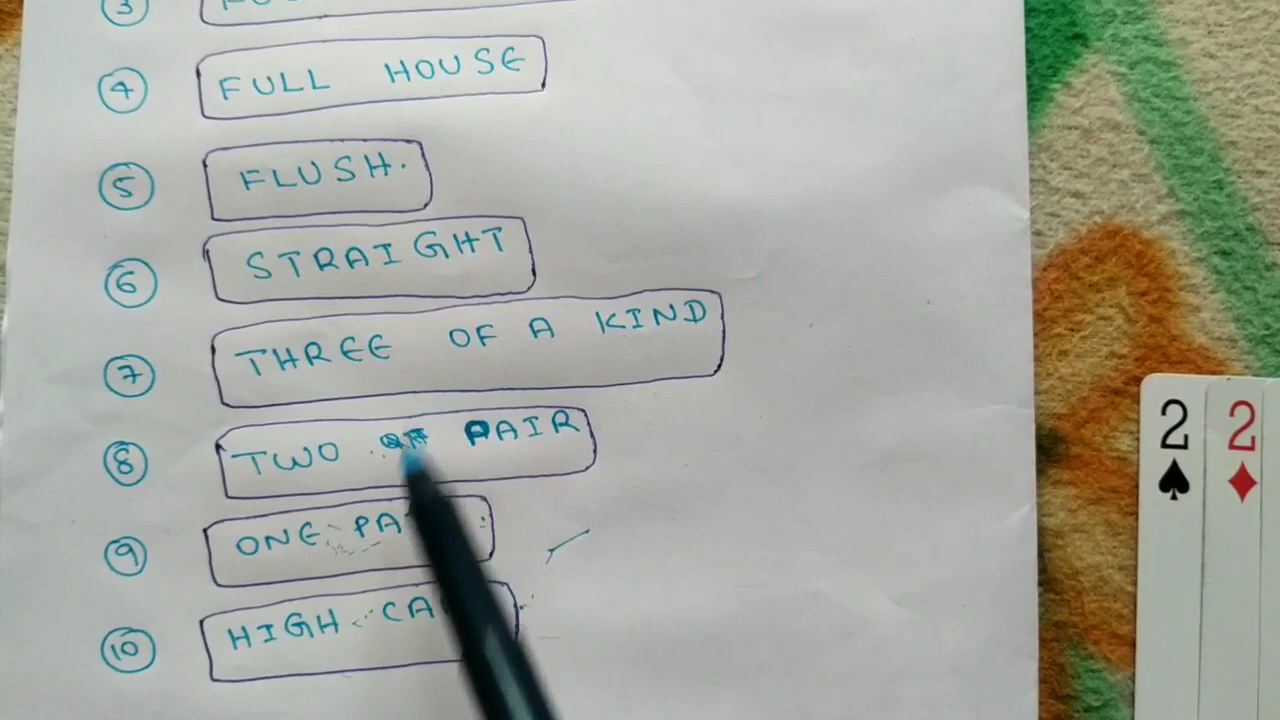 3
4 FULL HOUSE
5 FLUSH.
6 STRAIGHT
7 THREE OF A KIND
8 TWO PAIR
9 ONE
10 HIGH
2 2